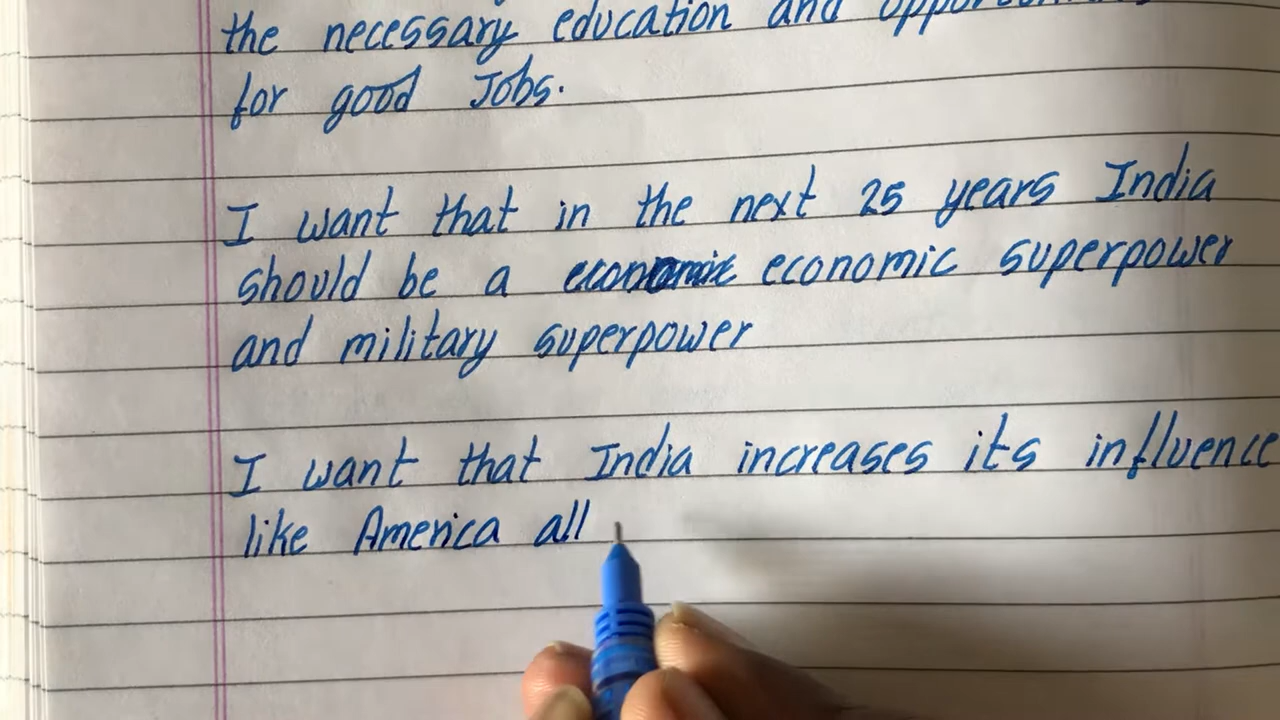 the necessary education and
for good Jobs.
I want that in the next 25 years India
should be a economic economic superpower
and military superpower
I want that India increases its influence
like America all